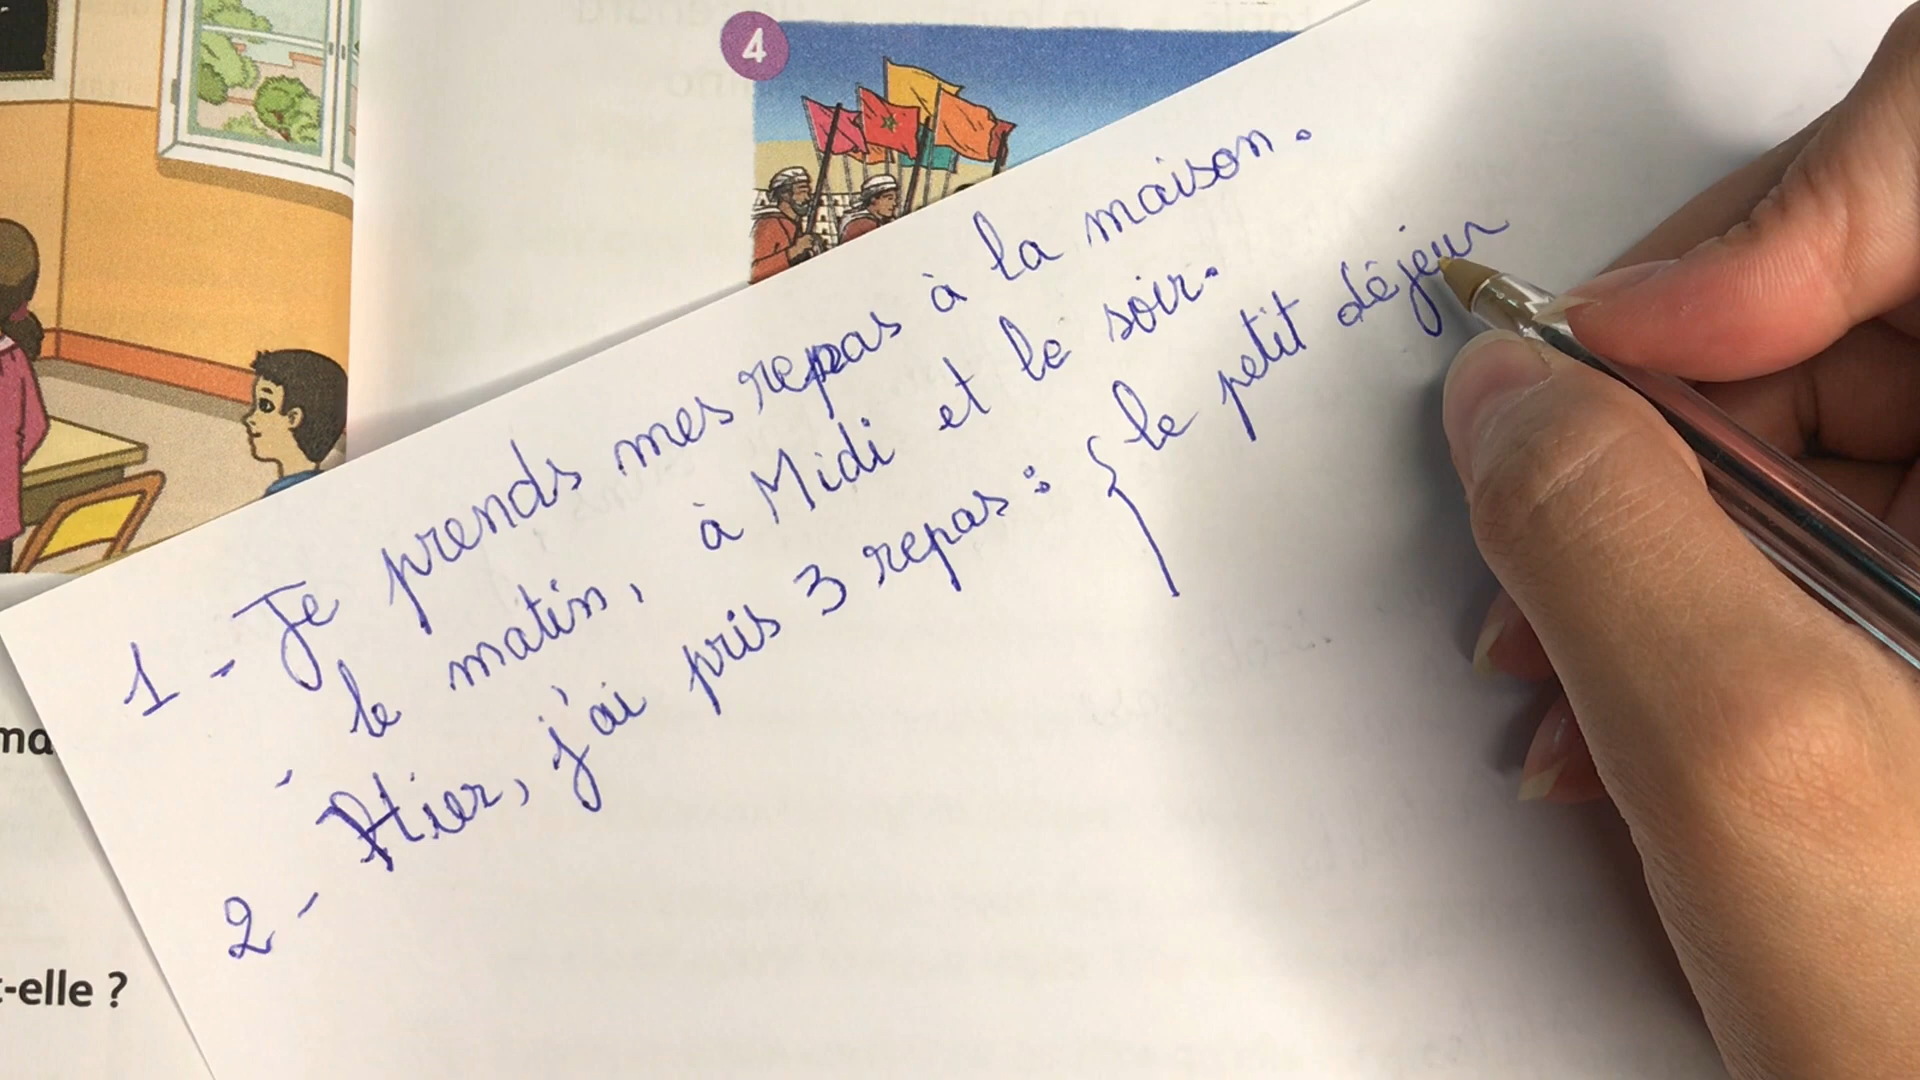 4
1 - Je prends mes repas à la maison.
- le matin, à Midi et le soir.
2 - Hier, j'ai pris 3 repas : { le petit déjeun
ma
-elle ?